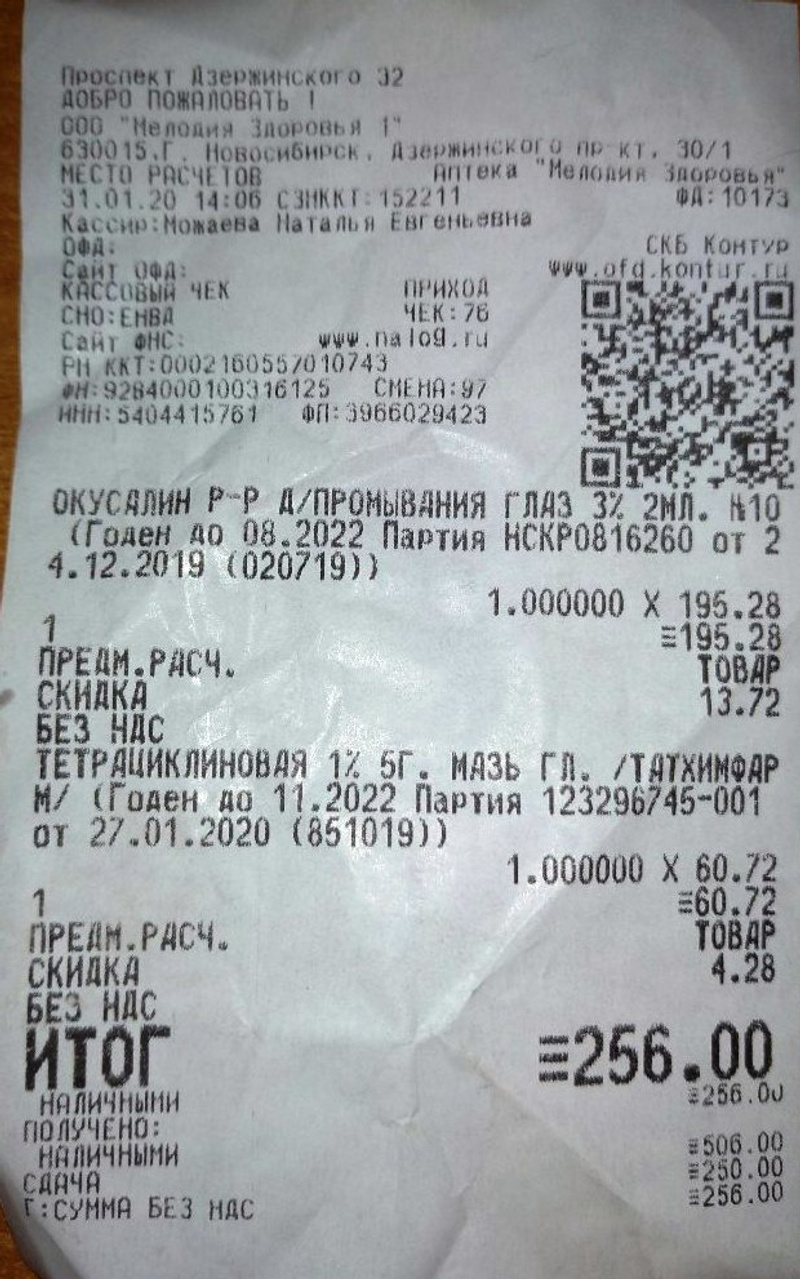 Проспект Дзержинского 32
ДОБРО ПОЖАЛОВАТЬ !
ООО "Мелодия Здоровья 1"
630015,Г. Новосибирск, Дзержинского пр-кт, 30/1
МЕСТО РАСЧЕТОВ Аптека "Мелодия Здоровья"
31.01.20 14:06 СЗНККТ:152211 ФД:10173
Кассир:Можаева Наталья Евгеньевна
ОФД: СКБ Контур
Сайт ОФД: www.ofd.kontur.ru
КАССОВЫЙ ЧЕК ПРИХОД
СНО:ЕНВД ЧЕК:76
Сайт ФНС: www.nalog.ru
РН ККТ:0002160557010743
ФН:9284000100316125 СМЕНА:97
ИНН:5404415761 ФП:3966029423
ОКУСАЛИН Р-Р Д/ПРОМЫВАНИЯ ГЛАЗ 3% 2МЛ. №10
(Годен до 08.2022 Партия НСКР0816260 от 2
4.12.2019 (020719))
1.000000 X 195.28
1 ≡195.28
ПРЕДМ.РАСЧ. ТОВАР
СКИДКА 13.72
БЕЗ НДС
ТЕТРАЦИКЛИНОВАЯ 1% 5Г. МАЗЬ ГЛ. /ТАТХИМФАР
М/ (Годен до 11.2022 Партия 123296745-001
от 27.01.2020 (851019))
1.000000 X 60.72
1 ≡60.72
ПРЕДМ.РАСЧ. ТОВАР
СКИДКА 4.28
БЕЗ НДС
ИТОГ ≡256.00
НАЛИЧНЫМИ ≡256.00
ПОЛУЧЕНО:
НАЛИЧНЫМИ ≡506.00
СДАЧА ≡250.00
Г:СУММА БЕЗ НДС ≡256.00